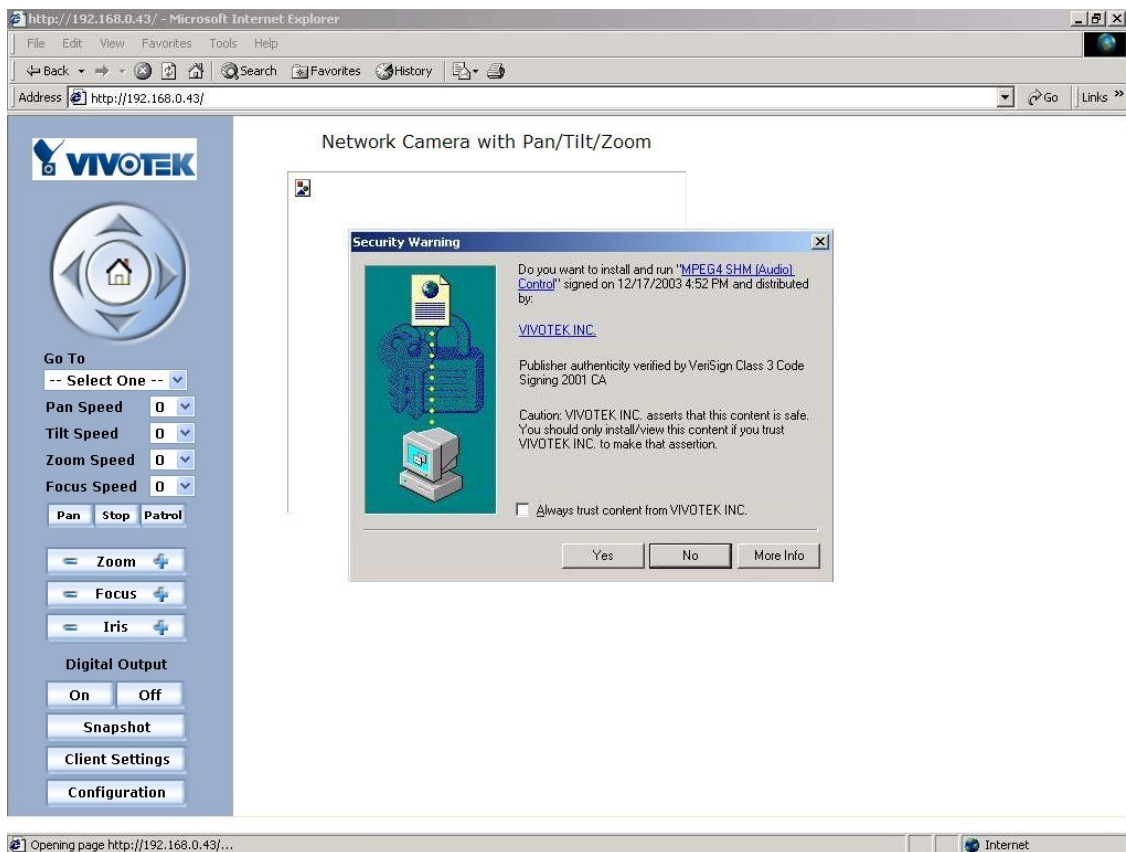 http://192.168.0.43/ - Microsoft Internet Explorer
File Edit View Favorites Tools Help
Back Search Favorites History
Address http://192.168.0.43/ Go Links »
VIVOTEK
Network Camera with Pan/Tilt/Zoom
Security Warning
Do you want to install and run "MPEG4 SHM (Audio)
Control" signed on 12/17/2003 4:52 PM and distributed
by:
VIVOTEK INC.
Publisher authenticity verified by VeriSign Class 3 Code
Signing 2001 CA
Caution: VIVOTEK INC. asserts that this content is safe.
You should only install/view this content if you trust
VIVOTEK INC. to make that assertion.
Always trust content from VIVOTEK INC.
Yes No More Info
Go To
-- Select One --
Pan Speed 0
Tilt Speed 0
Zoom Speed 0
Focus Speed 0
Pan Stop Patrol
Zoom
Focus
Iris
Digital Output
On Off
Snapshot
Client Settings
Configuration
Opening page http://192.168.0.43/... Internet